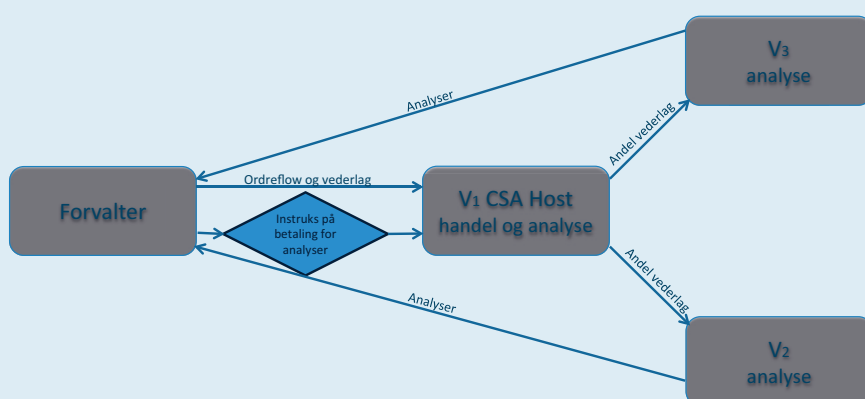 V3
analyse
Analyser
Andel vederlag
Ordreflow og vederlag
Forvalter
Instruks på
betaling for
analyser
V1 CSA Host
handel og analyse
Andel vederlag
Analyser
V2
analyse